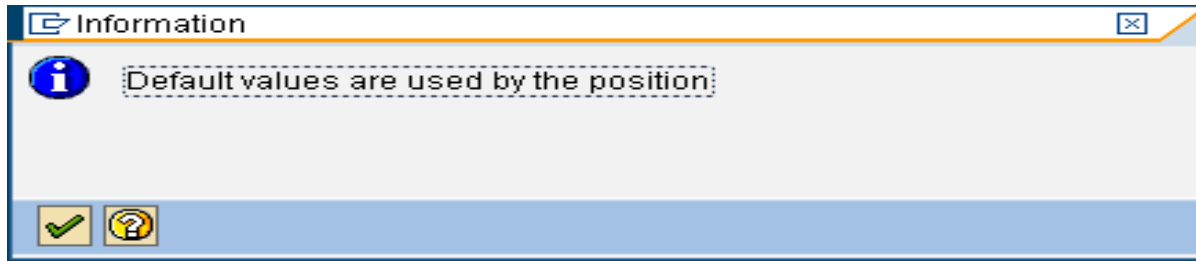 Information
Default values are used by the position